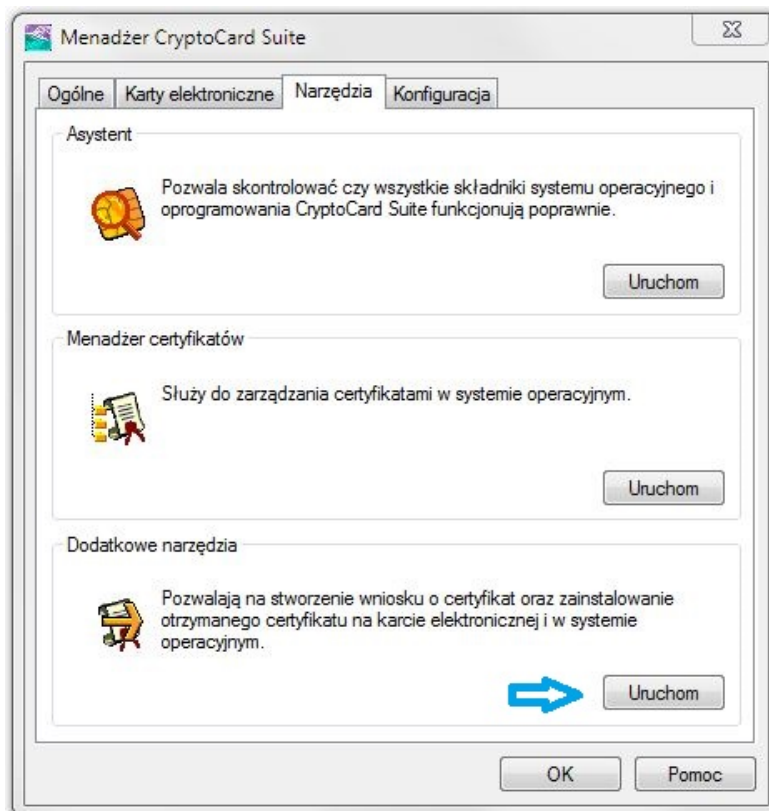 Menadżer CryptoCard Suite
Ogólne
Karty elektroniczne
Narzędzia
Konfiguracja
Asystent
Pozwala skontrolować czy wszystkie składniki systemu operacyjnego i
oprogramowania CryptoCard Suite funkcjonują poprawnie.
Uruchom
Menadżer certyfikatów
Służy do zarządzania certyfikatami w systemie operacyjnym.
Uruchom
Dodatkowe narzędzia
Pozwalają na stworzenie wniosku o certyfikat oraz zainstalowanie
otrzymanego certyfikatu na karcie elektronicznej i w systemie
operacyjnym.
Uruchom
OK
Pomoc